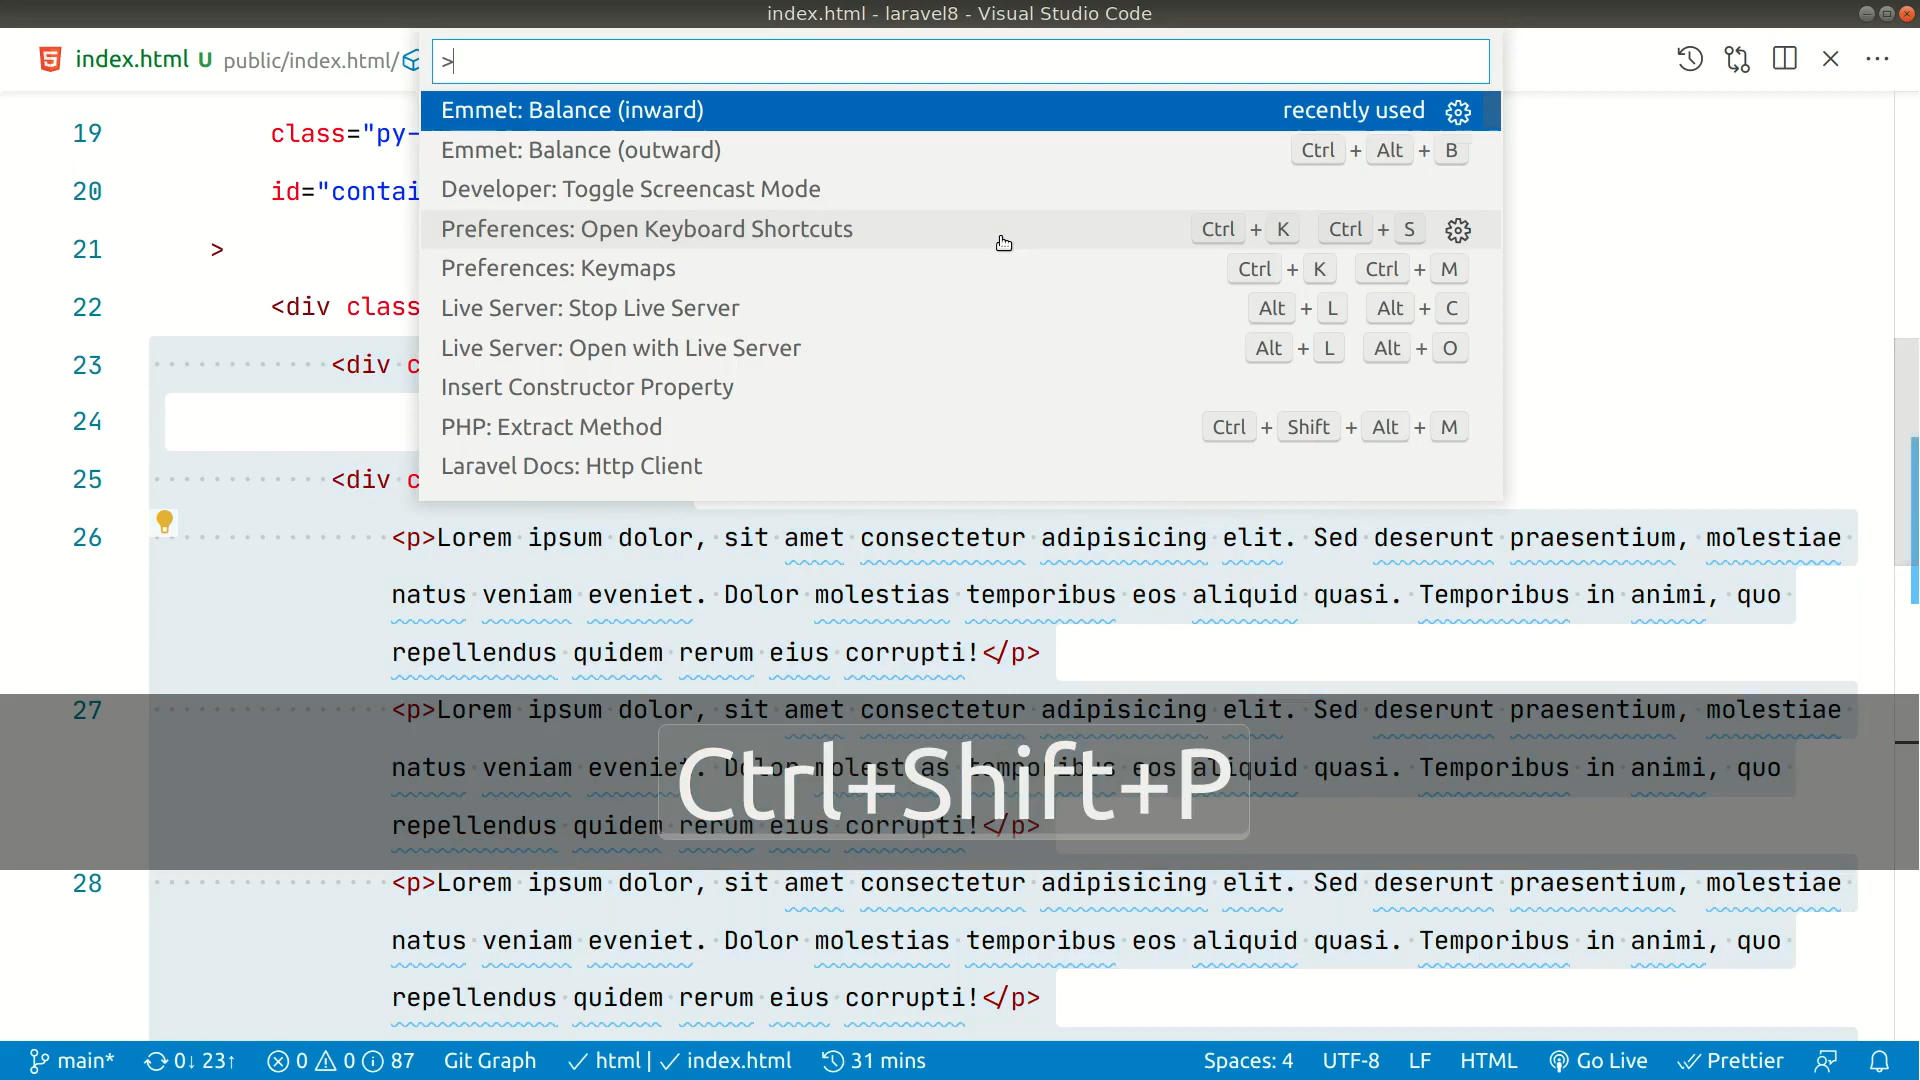 index.html - laravel8 - Visual Studio Code
index.html U public/index.html/
>
Emmet: Balance (inward) recently used
Emmet: Balance (outward) Ctrl + Alt + B
Developer: Toggle Screencast Mode
Preferences: Open Keyboard Shortcuts Ctrl + K Ctrl + S
Preferences: Keymaps Ctrl + K Ctrl + M
Live Server: Stop Live Server Alt + L Alt + C
Live Server: Open with Live Server Alt + L Alt + O
Insert Constructor Property
PHP: Extract Method Ctrl + Shift + Alt + M
Laravel Docs: Http Client
19 class="py-
20 id="contai
21 >
22 <div class
23 <div c
24
25 <div c
26 <p>Lorem ipsum dolor, sit amet consectetur adipisicing elit. Sed deserunt praesentium, molestiae
natus veniam eveniet. Dolor molestias temporibus eos aliquid quasi. Temporibus in animi, quo
repellendus quidem rerum eius corrupti!</p>
27 <p>Lorem ipsum dolor, sit amet consectetur adipisicing elit. Sed deserunt praesentium, molestiae
natus veniam eveniet. Dolor molestias temporibus eos aliquid quasi. Temporibus in animi, quo
repellendus quidem rerum eius corrupti!</p>
Ctrl+Shift+P
28 <p>Lorem ipsum dolor, sit amet consectetur adipisicing elit. Sed deserunt praesentium, molestiae
natus veniam eveniet. Dolor molestias temporibus eos aliquid quasi. Temporibus in animi, quo
repellendus quidem rerum eius corrupti!</p>
main* 0↓ 23↑ 0 0 87 Git Graph ✓ html | ✓ index.html 31 mins Spaces: 4 UTF-8 LF HTML Go Live Prettier